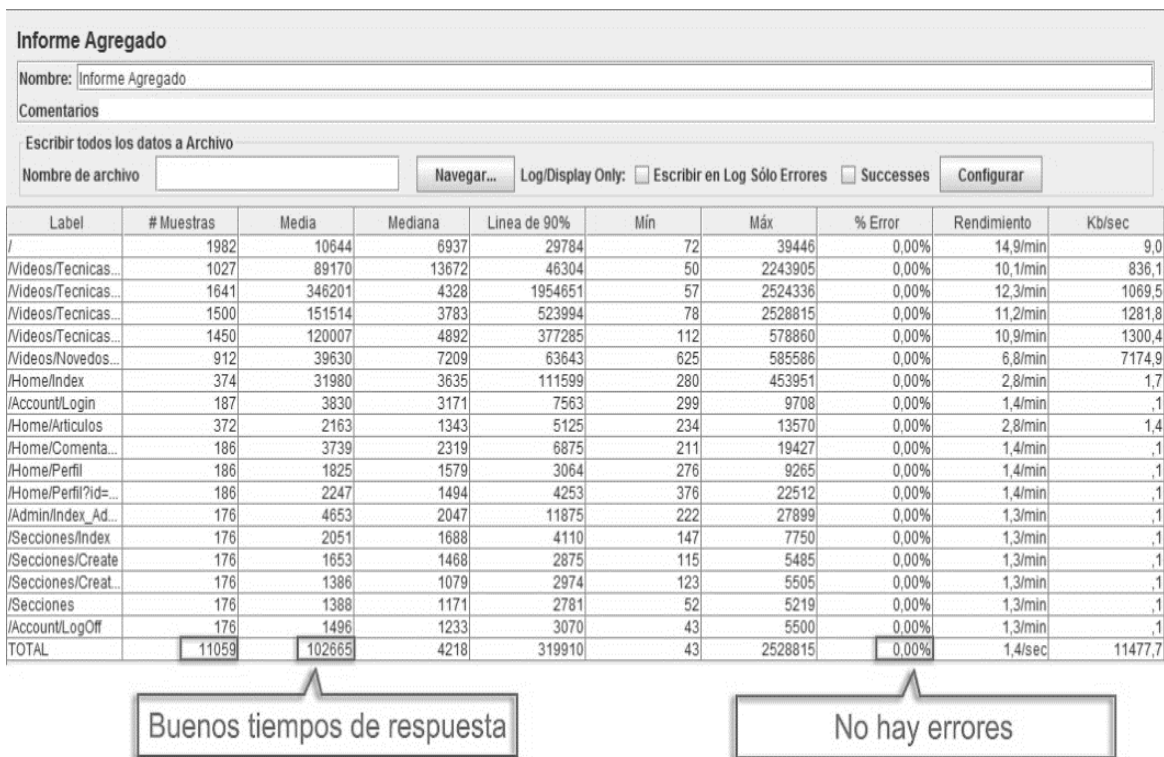 Informe Agregado
Nombre: Informe Agregado
Comentarios
Escribir todos los datos a Archivo
Nombre de archivo Navegar... Log/Display Only: Escribir en Log Sólo Errores Successes Configurar
Label # Muestras Media Mediana Linea de 90% Mín Máx % Error Rendimiento Kb/sec
/ 1982 10644 6937 29784 72 39446 0,00% 14,9/min 9,0
/Videos/Tecnicas... 1027 89170 13672 46304 50 2243905 0,00% 10,1/min 836,1
/Videos/Tecnicas... 1641 346201 4328 1954651 57 2524336 0,00% 12,3/min 1069,5
/Videos/Tecnicas... 1500 151514 3783 523994 78 2528815 0,00% 11,2/min 1281,8
/Videos/Tecnicas... 1450 120007 4892 377285 112 578860 0,00% 10,9/min 1300,4
/Videos/Novedos... 912 39630 7209 63643 625 585586 0,00% 6,8/min 7174,9
/Home/Index 374 31980 3635 111599 280 453951 0,00% 2,8/min 1,7
/Account/Login 187 3830 3171 7563 299 9708 0,00% 1,4/min ,1
/Home/Articulos 372 2163 1343 5125 234 13570 0,00% 2,8/min 1,4
/Home/Comenta... 186 3739 2319 6875 211 19427 0,00% 1,4/min ,1
/Home/Perfil 186 1825 1579 3064 276 9265 0,00% 1,4/min ,1
/Home/Perfil?id=... 186 2247 1494 4253 376 22512 0,00% 1,4/min ,1
/Admin/Index_Ad... 176 4653 2047 11875 222 27899 0,00% 1,3/min ,1
/Secciones/Index 176 2051 1688 4110 147 7750 0,00% 1,3/min ,1
/Secciones/Create 176 1653 1468 2875 115 5485 0,00% 1,3/min ,1
/Secciones/Creat... 176 1386 1079 2974 123 5505 0,00% 1,3/min ,1
/Secciones 176 1388 1171 2781 52 5219 0,00% 1,3/min ,1
/Account/LogOff 176 1496 1233 3070 43 5500 0,00% 1,3/min ,1
TOTAL 11059 102665 4218 319910 43 2528815 0,00% 1,4/sec 11477,7
Buenos tiempos de respuesta
No hay errores